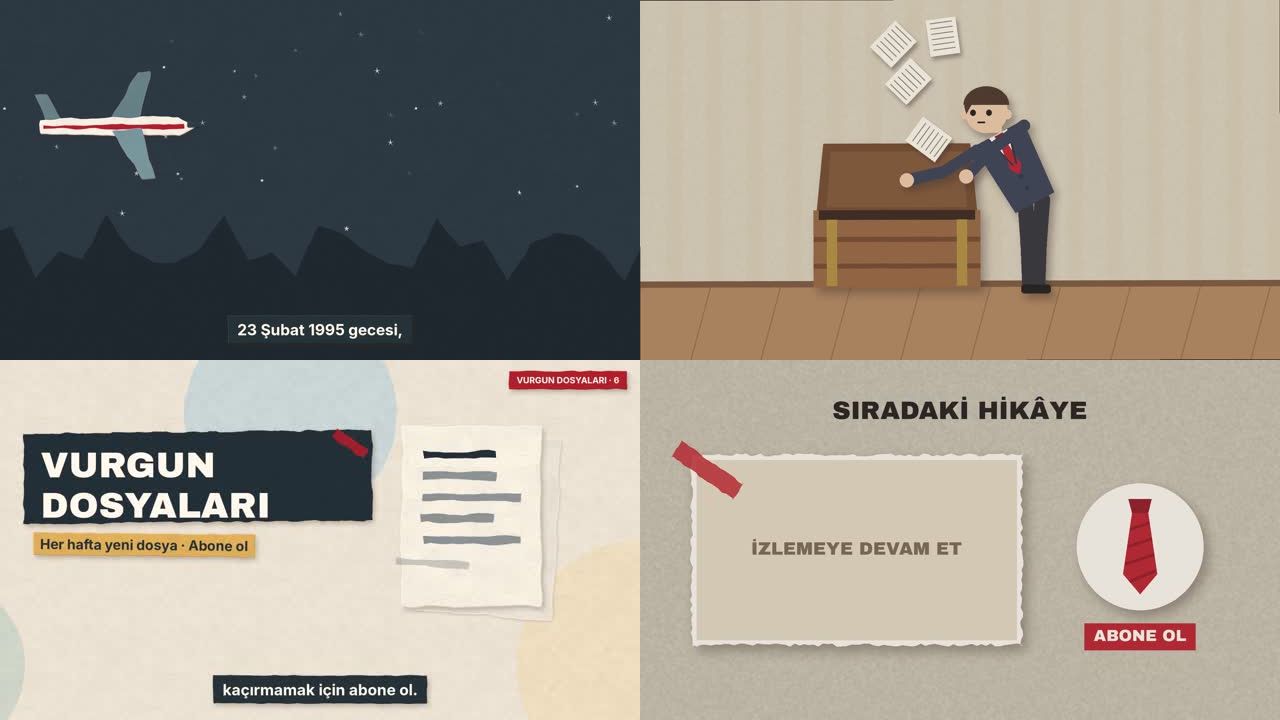 23 Şubat 1995 gecesi,
VURGUN DOSYALARI · 6
VURGUN
DOSYALARI
Her hafta yeni dosya · Abone ol
kaçırmamak için abone ol.
SIRADAKİ HİKÂYE
İZLEMEYE DEVAM ET
ABONE OL